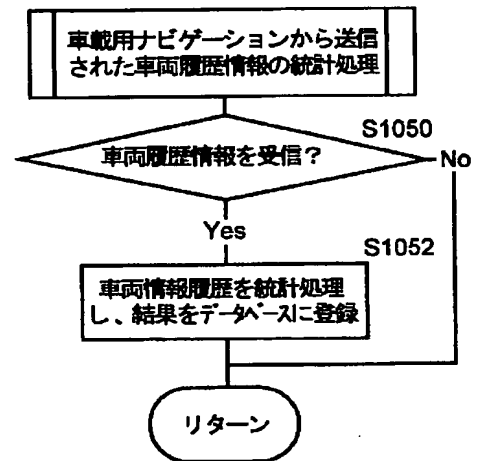 車載用ナビゲーションから送信
された車両履歴情報の統計処理
S1050
車両履歴情報を受信？
No
Yes
S1052
車両情報履歴を統計処理
し、結果をデータベースに登録
リターン